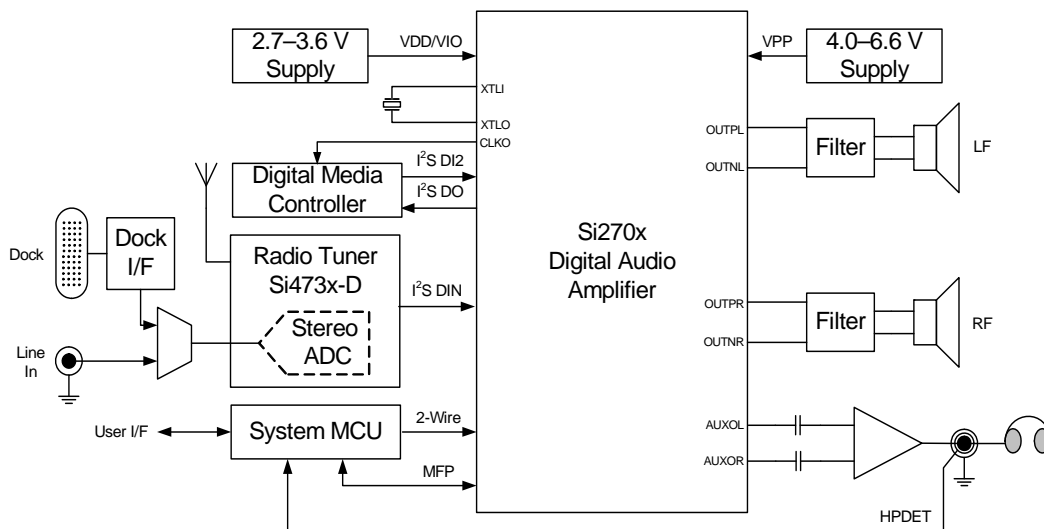 2.7–3.6 V
Supply
VDD/VIO
VPP
4.0–6.6 V
Supply
XTLI
XTLO
CLKO
Digital Media
Controller
I²S DI2
I²S DO
Si270x
Digital Audio
Amplifier
OUTPL
OUTNL
Filter
LF
Dock
Dock
I/F
Radio Tuner
Si473x-D
I²S DIN
Stereo
ADC
Line
In
OUTPR
OUTNR
Filter
RF
User I/F
System MCU
2-Wire
MFP
AUXOL
AUXOR
HPDET